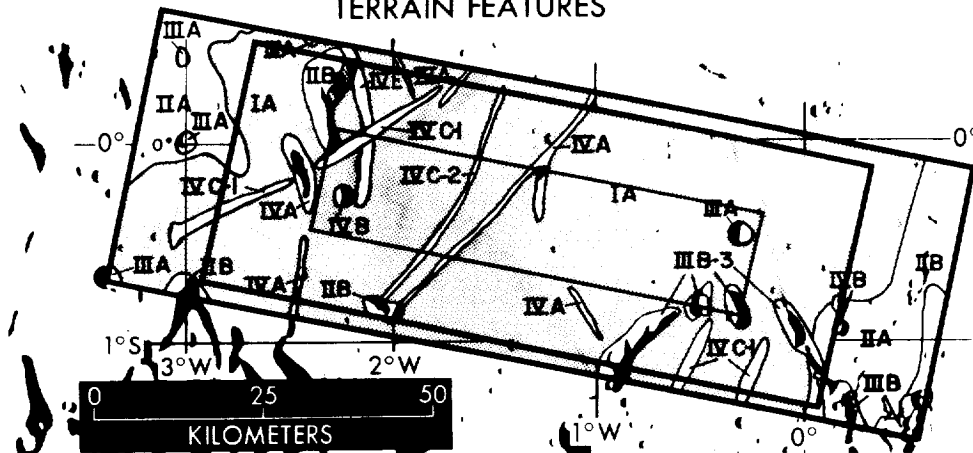 TERRAIN FEATURES
IIIA
IIIA
IIB
IVE
IIIA
IIA
IIIA
IA
0°
IVC-1
IVA
0°
IVC-1
IVC-2
IA
IVA
IVB
IIIA
IIIA
IIB
IVA
IIB
IVA
IIIB-3
IVB
IIB
1°S
3°W
2°W
IVC-1
IIA
IIIB
0 25 50
KILOMETERS
1°W
0°